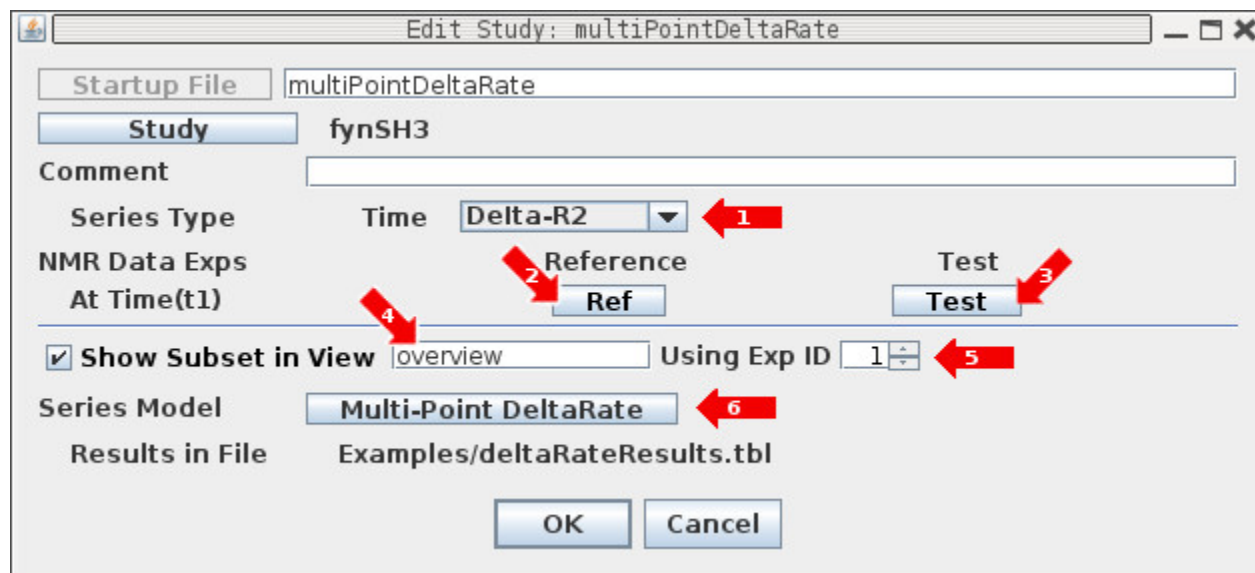 Edit Study: multiPointDeltaRate
Startup File multiPointDeltaRate
Study fynSH3
Comment
Series Type Time Delta-R2 1
NMR Data Exps Reference Test
2 3
At Time(t1) Ref Test
4
Show Subset in View overview Using Exp ID 1 5
Series Model Multi-Point DeltaRate 6
Results in File Examples/deltaRateResults.tbl
OK Cancel